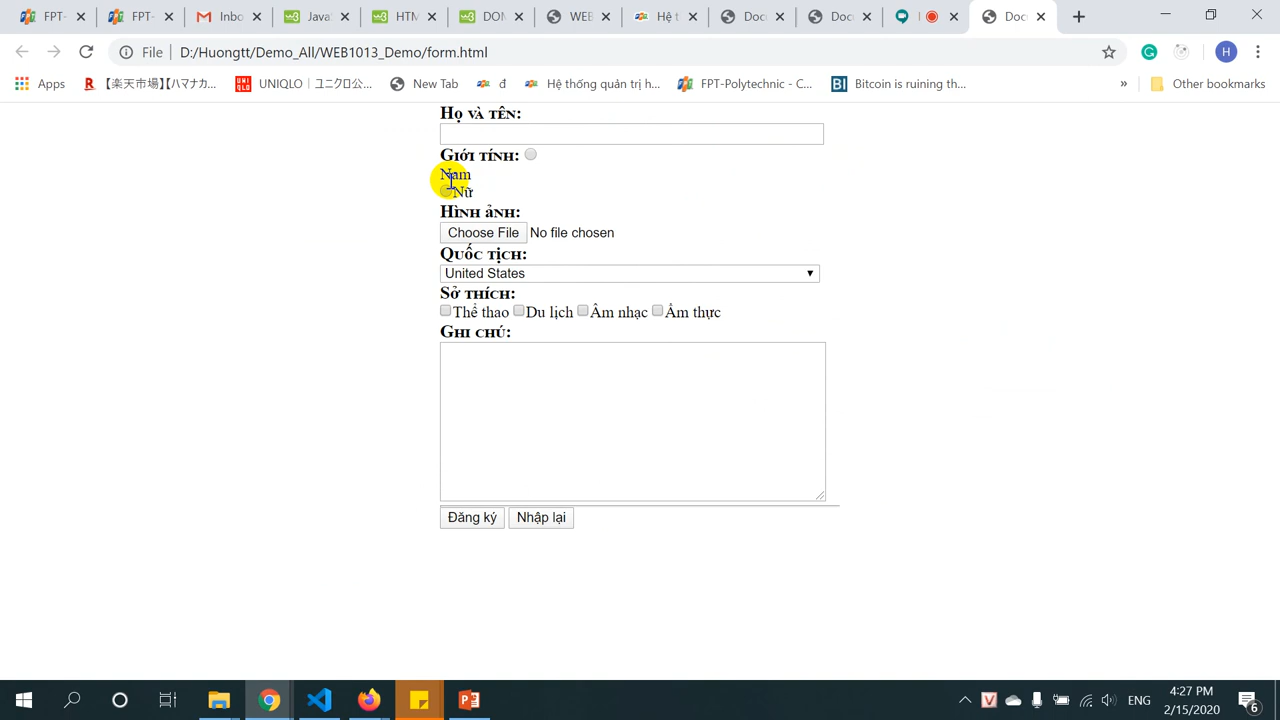 FPT- FPT- Inbo Java HTM DOM WEB Hệ t Doc Doc Doc
File D:/Huongtt/Demo_All/WEB1013_Demo/form.html H
Apps 【楽天市場】【ハマナカ... UNIQLO | ユニクロ公... New Tab đ Hệ thống quản trị h... FPT-Polytechnic - C... BI Bitcoin is ruining th... » Other bookmarks
Họ và tên:
Giới tính:
Nam
Nữ
Hình ảnh:
Choose File No file chosen
Quốc tịch:
United States
Sở thích:
Thể thao Du lịch Âm nhạc Ẩm thực
Ghi chú:
Đăng ký Nhập lại
4:27 PM
ENG
2/15/2020
6